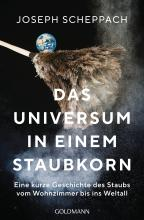 JOSEPH SCHEPPACH
DAS
UNIVERSUM
IN EINEM
STAUBKORN
Eine kurze Geschichte des Staubs
vom Wohnzimmer bis ins Weltall
GOLDMANN